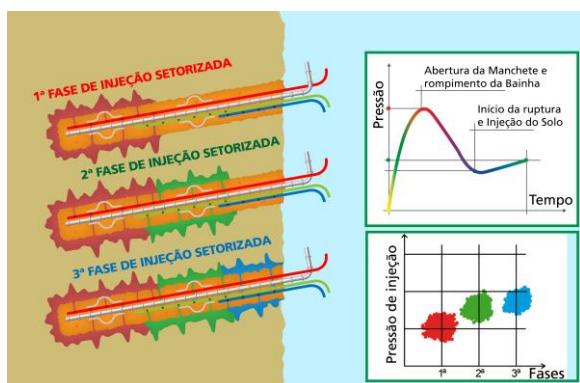 1ª FASE DE INJEÇÃO SETORIZADA
2ª FASE DE INJEÇÃO SETORIZADA
3ª FASE DE INJEÇÃO SETORIZADA
Pressão
Abertura da Manchete e
rompimento da Bainha
Início da ruptura
e Injeção do Solo
Tempo
Pressão de injeção
1ª 2ª 3ª Fases